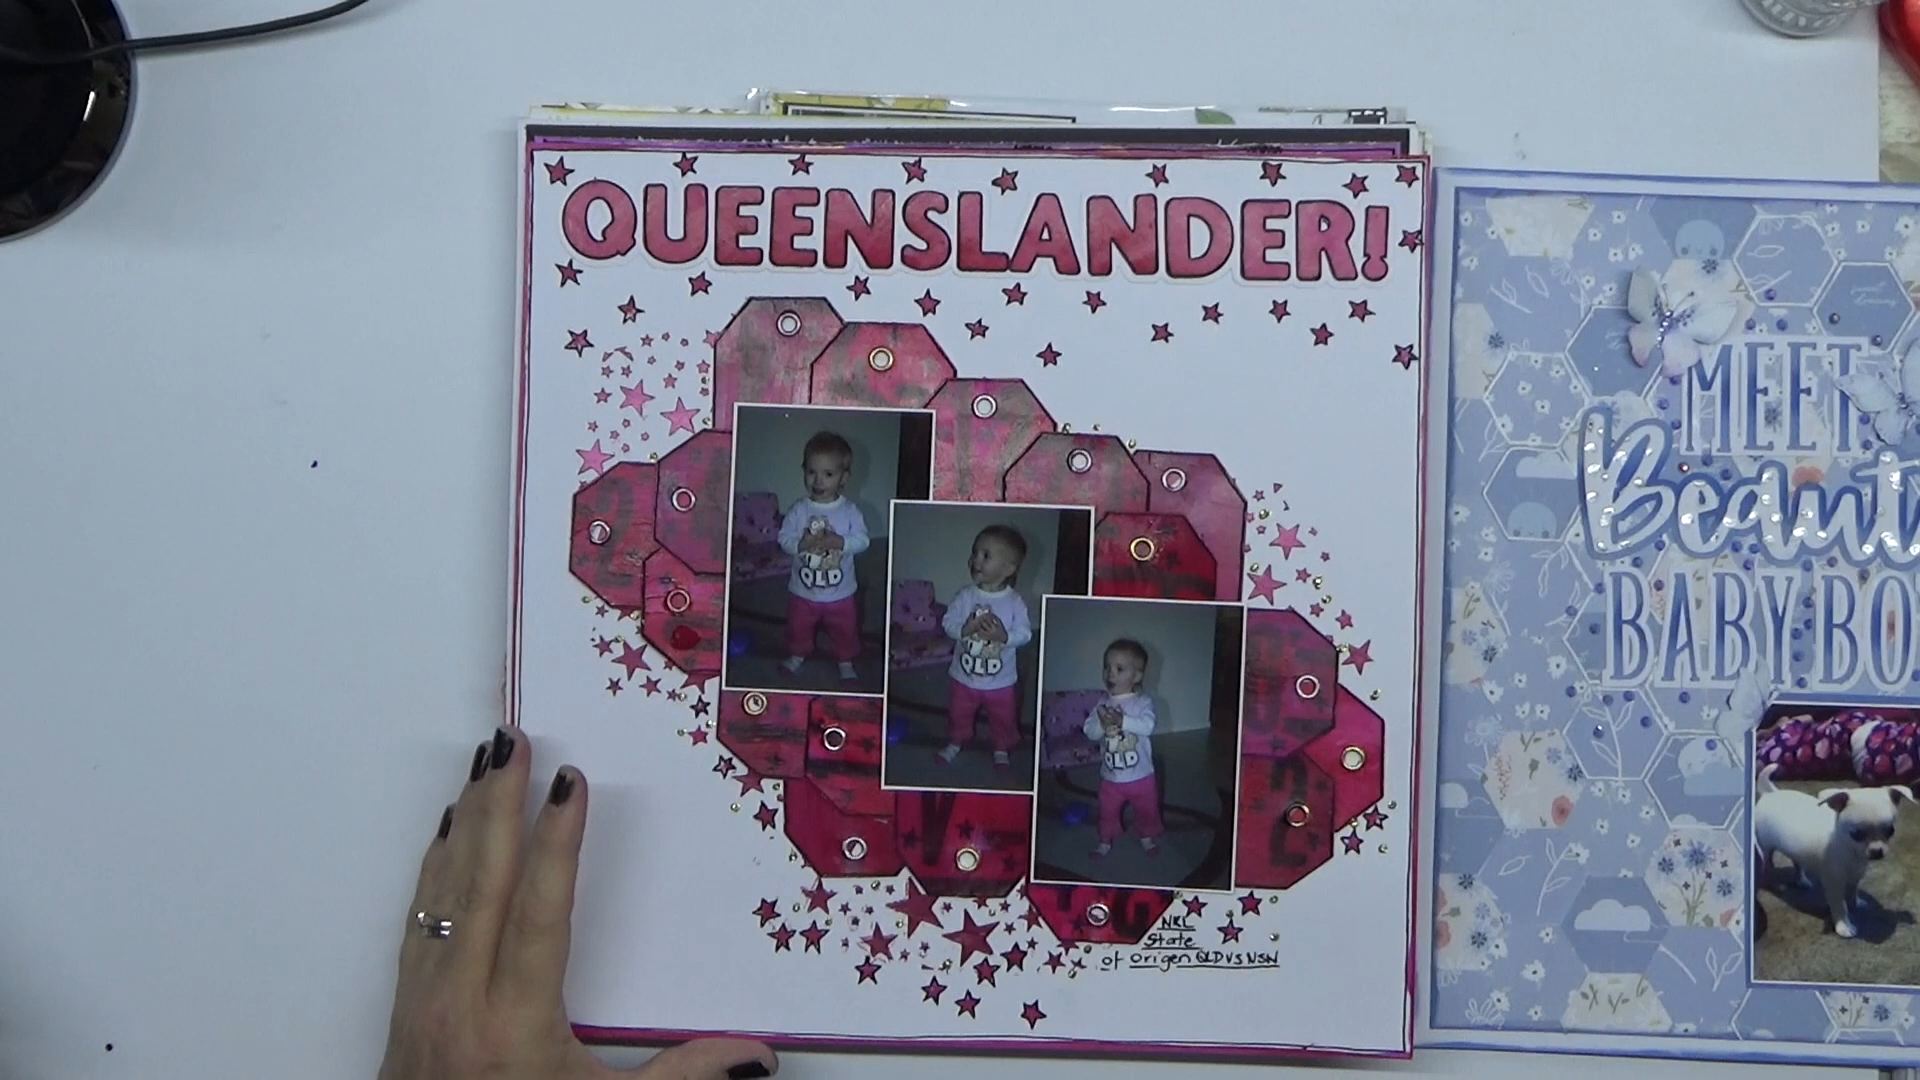 QUEENSLANDER!
QLD
QLD
QLD
NRL
State
of origen QLD VS NSW
MEET
Beaut
BABY BO